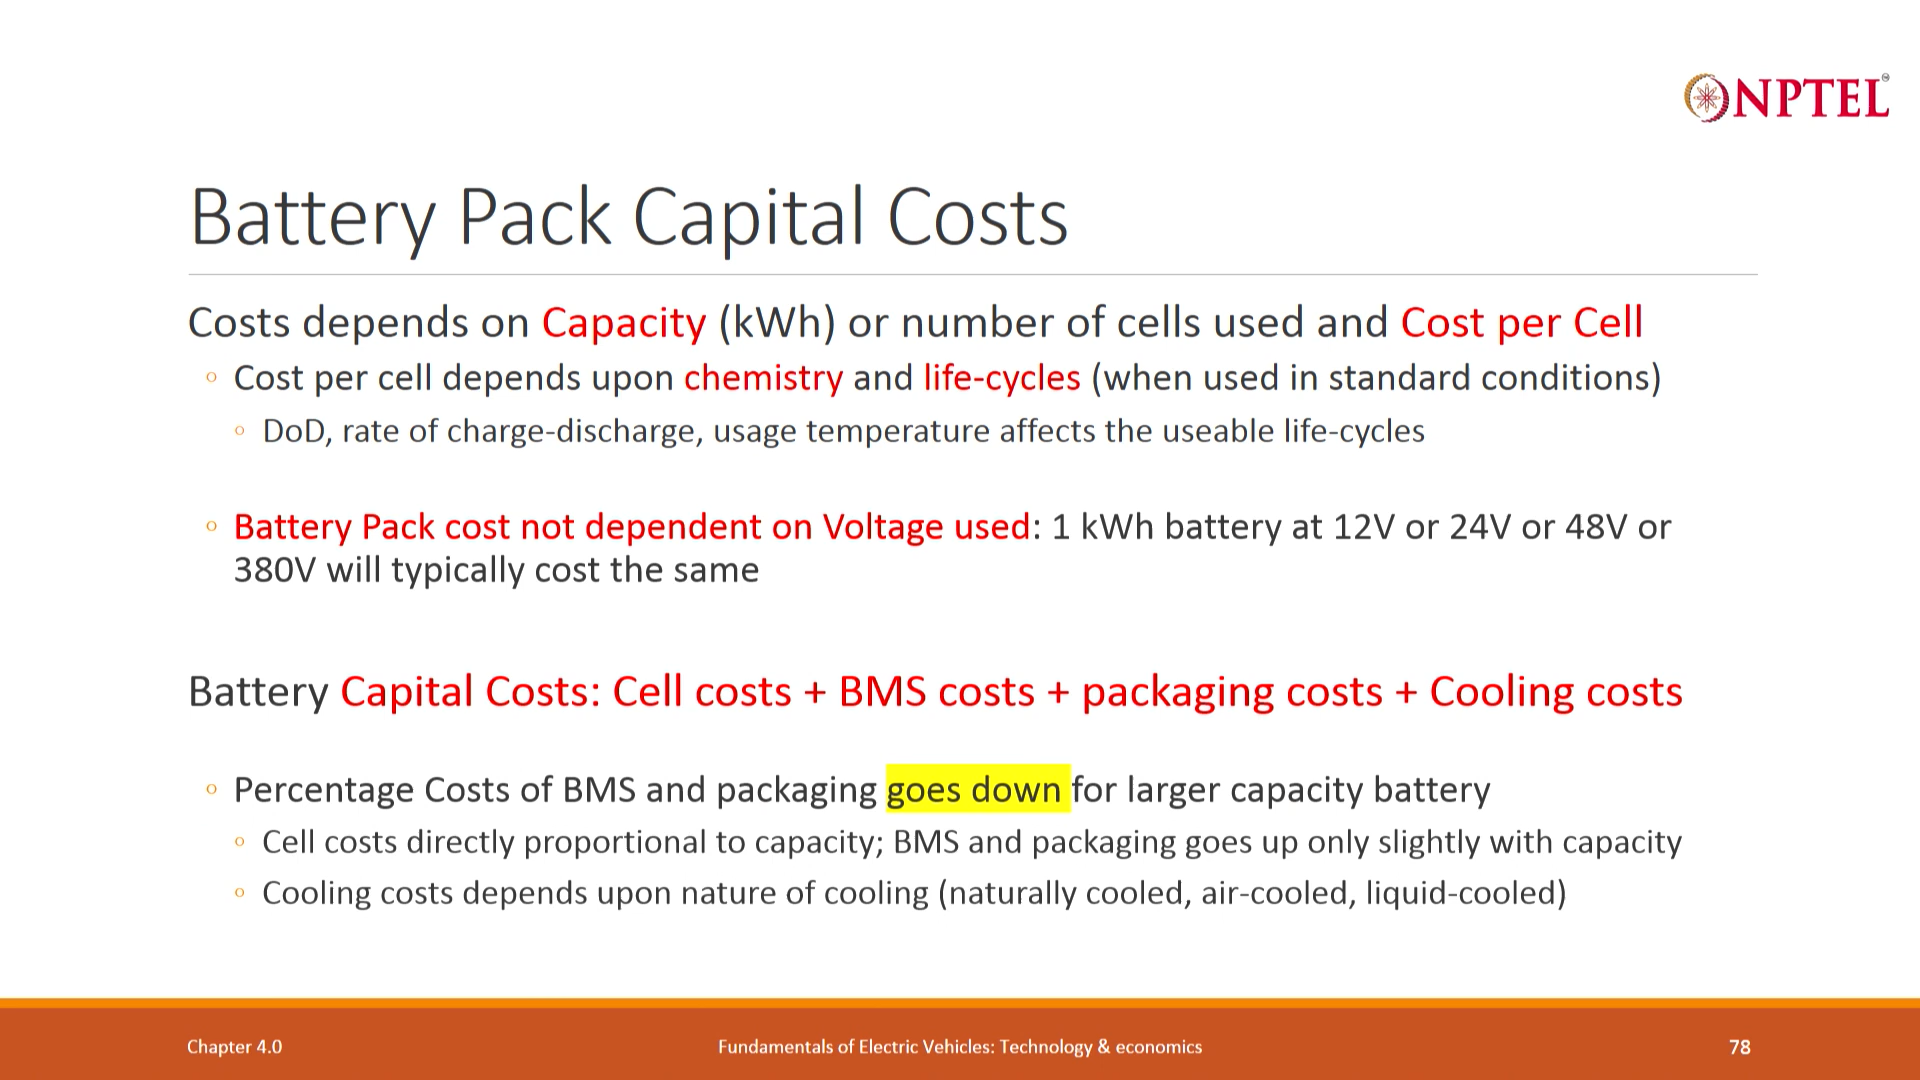 NPTEL
Battery Pack Capital Costs
Costs depends on Capacity (kWh) or number of cells used and Cost per Cell
◦ Cost per cell depends upon chemistry and life-cycles (when used in standard conditions)
◦ DoD, rate of charge-discharge, usage temperature affects the useable life-cycles
◦ Battery Pack cost not dependent on Voltage used: 1 kWh battery at 12V or 24V or 48V or
380V will typically cost the same
Battery Capital Costs: Cell costs + BMS costs + packaging costs + Cooling costs
◦ Percentage Costs of BMS and packaging goes down for larger capacity battery
◦ Cell costs directly proportional to capacity; BMS and packaging goes up only slightly with capacity
◦ Cooling costs depends upon nature of cooling (naturally cooled, air-cooled, liquid-cooled)
Chapter 4.0
Fundamentals of Electric Vehicles: Technology & economics
78